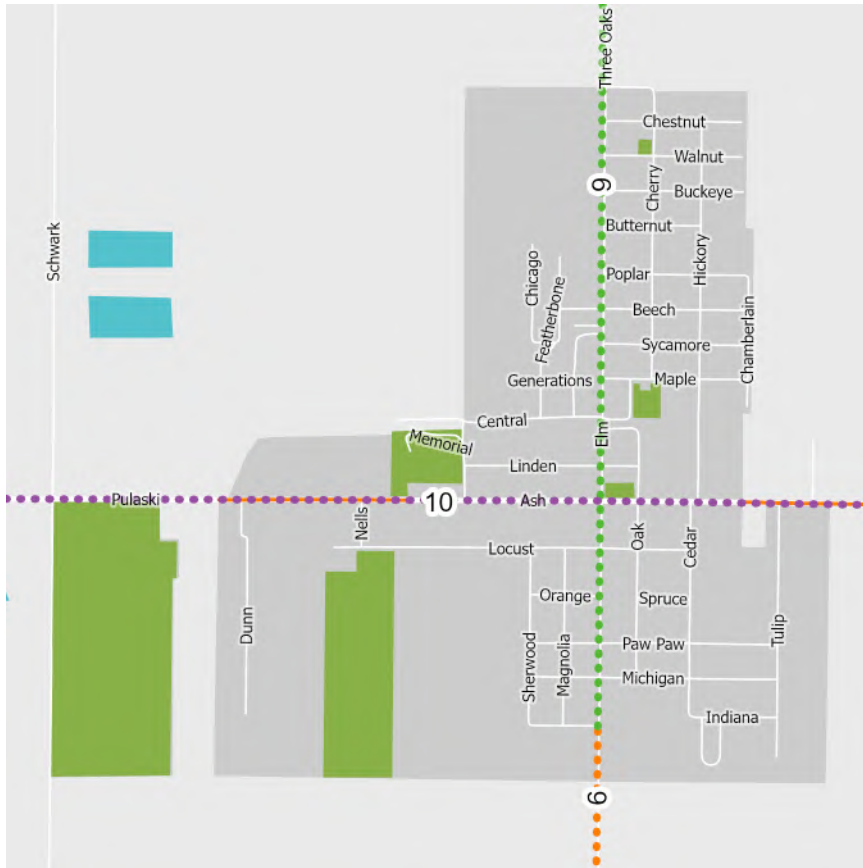 Three Oaks
Chestnut
Walnut
Cherry
Buckeye
Butternut
Hickory
Schwark
Chicago
Poplar
Featherbone
Beech
Chamberlain
Sycamore
Generations
Maple
Central
Elm
Memorial
Linden
Pulaski
10
Ash
Nells
Oak
Cedar
Locust
Orange
Spruce
Dunn
Sherwood
Magnolia
Paw Paw
Tulip
Michigan
Indiana